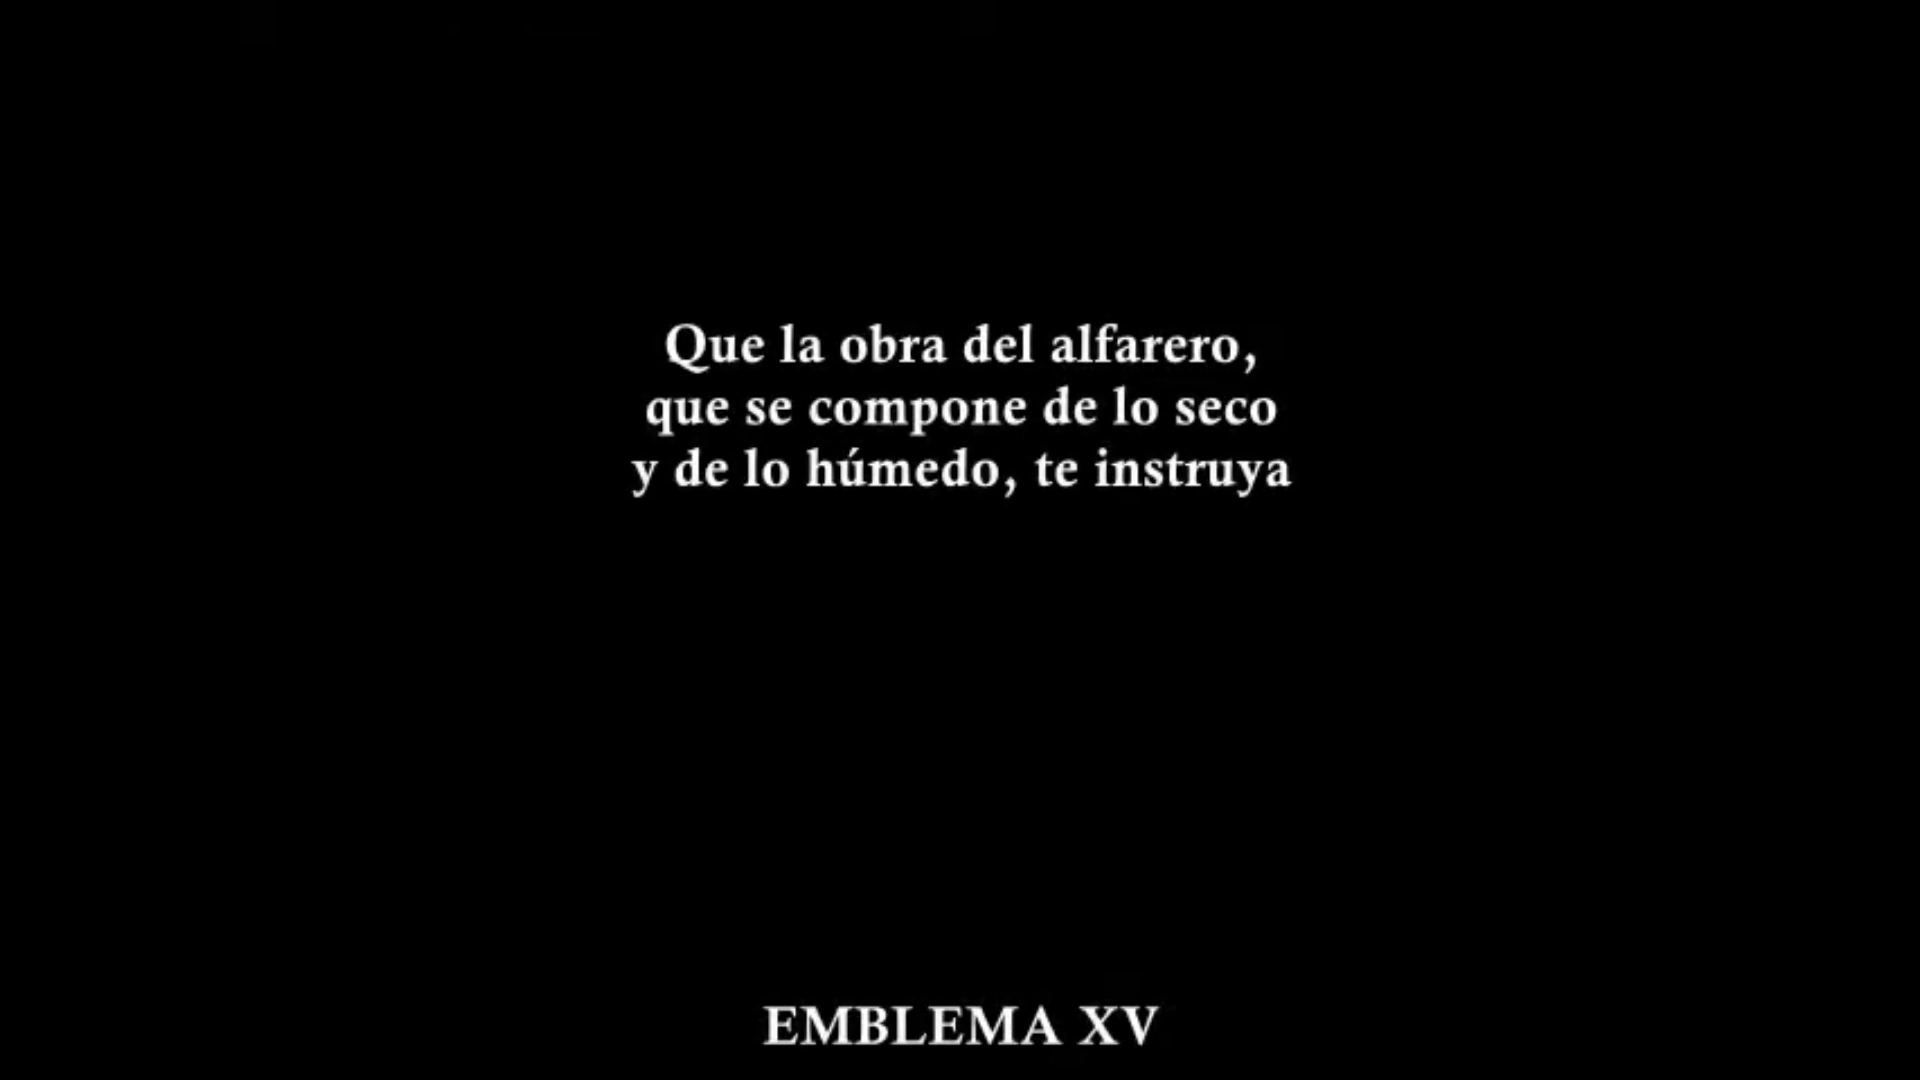 Que la obra del alfarero,
que se compone de lo seco
y de lo húmedo, te instruya
EMBLEMA XV